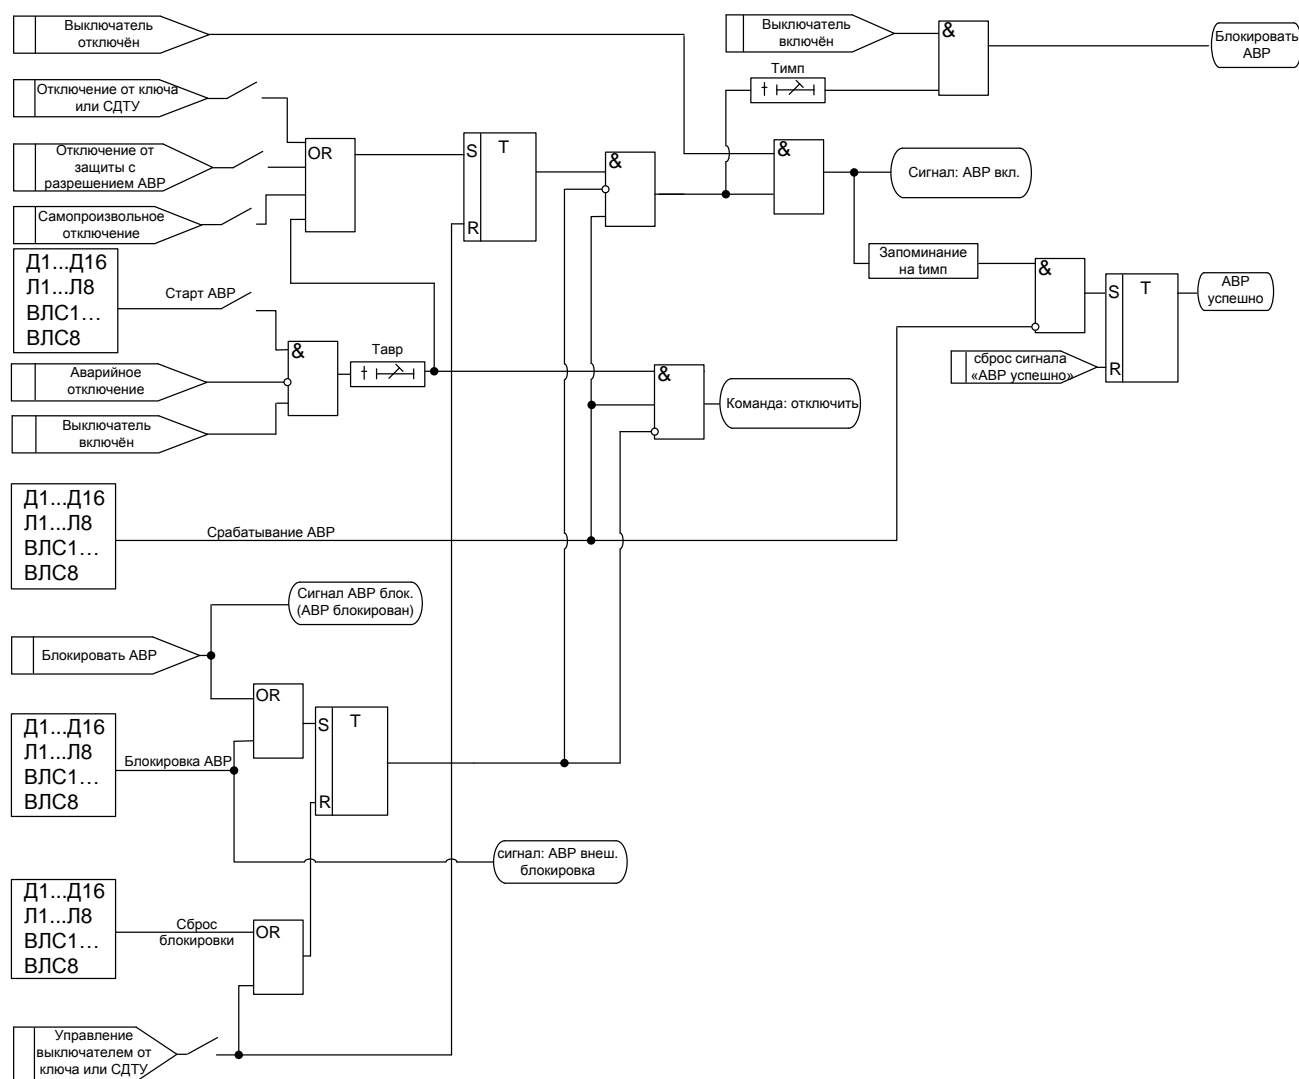 Выключатель
отключён
Выключатель
включён
&
Блокировать
АВР
Тимп
Отключение от ключа
или СДТУ
OR
Отключение от
защиты с
разрешением АВР
S
T
R
&
&
Сигнал: АВР вкл.
Самопроизвольное
отключение
Д1...Д16
Л1...Л8
ВЛС1...
ВЛС8
Старт АВР
Запоминание
на tимп
&
S
T
R
АВР
успешно
сброс сигнала
«АВР успешно»
&
Тавр
Аварийное
отключение
Выключатель
включён
&
Команда: отключить
Д1...Д16
Л1...Л8
ВЛС1...
ВЛС8
Срабатывание АВР
Сигнал АВР блок.
(АВР блокирован)
Блокировать АВР
OR
S
T
R
Д1...Д16
Л1...Л8
ВЛС1...
ВЛС8
Блокировка АВР
сигнал: АВР внеш.
блокировка
Д1...Д16
Л1...Л8
ВЛС1...
ВЛС8
Сброс
блокировки
OR
Управление
выключателем от
ключа или СДТУ